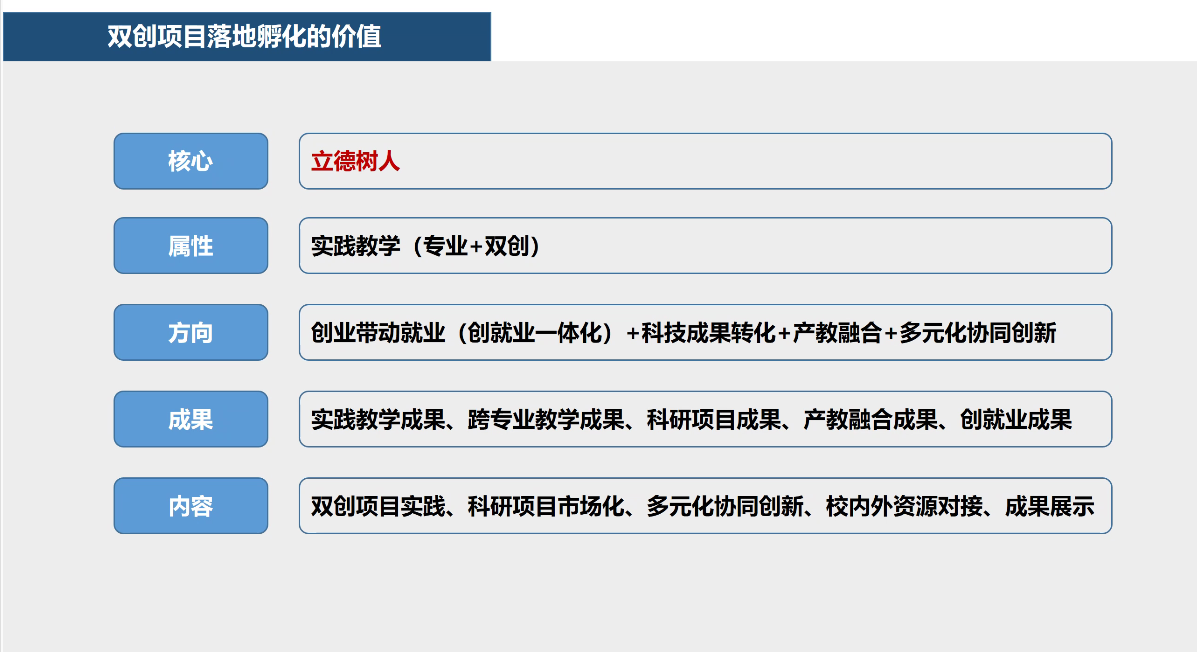 双创项目落地孵化的价值
核心
立德树人
属性
实践教学（专业+双创）
方向
创业带动就业（创就业一体化）+科技成果转化+产教融合+多元化协同创新
成果
实践教学成果、跨专业教学成果、科研项目成果、产教融合成果、创就业成果
内容
双创项目实践、科研项目市场化、多元化协同创新、校内外资源对接、成果展示